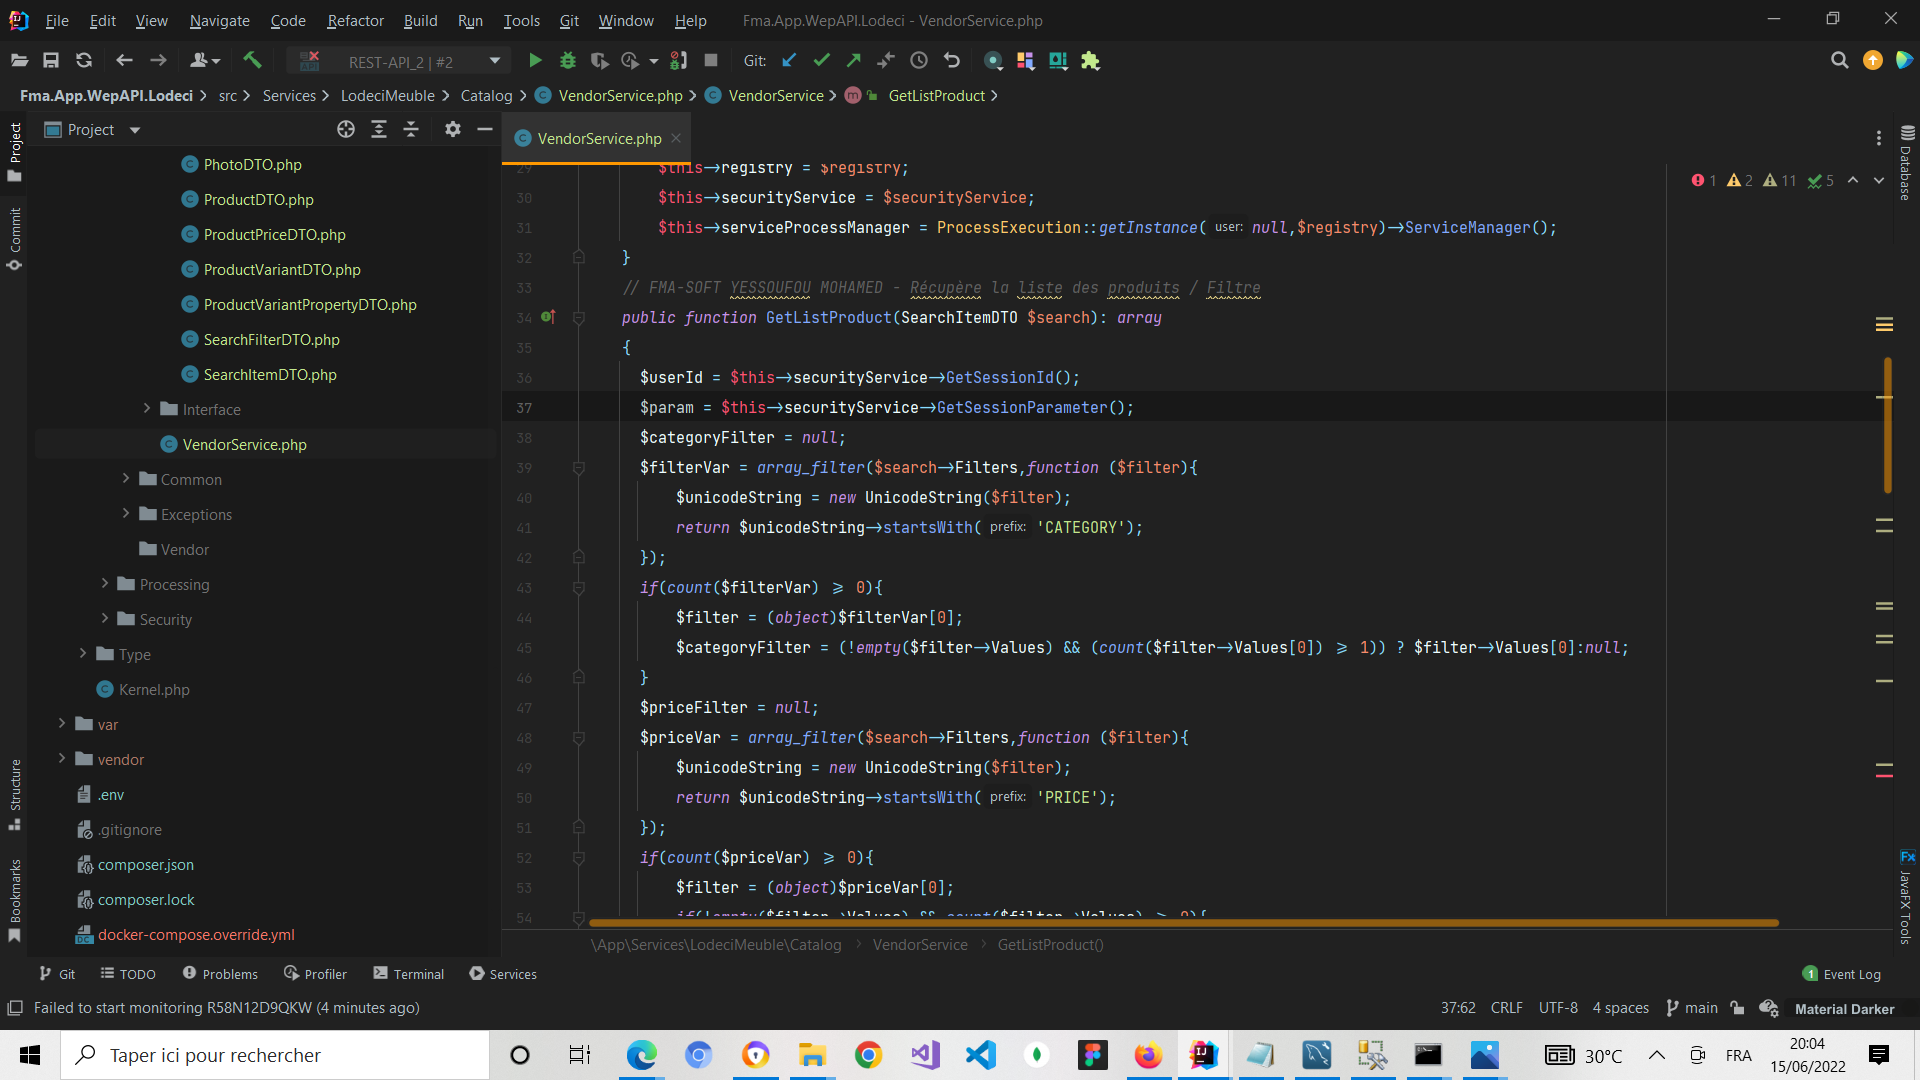 File Edit View Navigate Code Refactor Build Run Tools Git Window Help Fma.App.WepAPI.Lodeci - VendorService.php
REST-API_2 | #2 Git:
Fma.App.WepAPI.Lodeci src Services LodeciMeuble Catalog VendorService.php VendorService m GetListProduct
Project
VendorService.php
Project
Commit
Structure
Bookmarks
PhotoDTO.php
ProductDTO.php
ProductPriceDTO.php
ProductVariantDTO.php
ProductVariantPropertyDTO.php
SearchFilterDTO.php
SearchItemDTO.php
Interface
VendorService.php
Common
Exceptions
Vendor
Processing
Security
Type
Kernel.php
var
vendor
.env
.gitignore
composer.json
composer.lock
docker-compose.override.yml
1 2 11 5
29 $this->registry = $registry;
30 $this->securityService = $securityService;
31 $this->serviceProcessManager = ProcessExecution::getInstance( user: null,$registry)->ServiceManager();
32 }
33 // FMA-SOFT YESSOUFOU MOHAMED - Récupère la liste des produits / Filtre
34 public function GetListProduct(SearchItemDTO $search): array
35 {
36 $userId = $this->securityService->GetSessionId();
37 $param = $this->securityService->GetSessionParameter();
38 $categoryFilter = null;
39 $filterVar = array_filter($search->Filters,function ($filter){
40 $unicodeString = new UnicodeString($filter);
41 return $unicodeString->startsWith( prefix: 'CATEGORY');
42 });
43 if(count($filterVar) >= 0){
44 $filter = (object)$filterVar[0];
45 $categoryFilter = (!empty($filter->Values) && (count($filter->Values[0]) >= 1)) ? $filter->Values[0]:null;
46 }
47 $priceFilter = null;
48 $priceVar = array_filter($search->Filters,function ($filter){
49 $unicodeString = new UnicodeString($filter);
50 return $unicodeString->startsWith( prefix: 'PRICE');
51 });
52 if(count($priceVar) >= 0){
53 $filter = (object)$priceVar[0];
54 if(!empty($filter->Values) && count($filter->Values) >= 0){
Database
Fx JavaFX Tools
\App\Services\LodeciMeuble\Catalog VendorService GetListProduct()
Git TODO Problems Profiler Terminal Services 1 Event Log
Failed to start monitoring R58N12D9QKW (4 minutes ago) 37:62 CRLF UTF-8 4 spaces main Material Darker
Taper ici pour rechercher 30°C FRA 20:04
15/06/2022